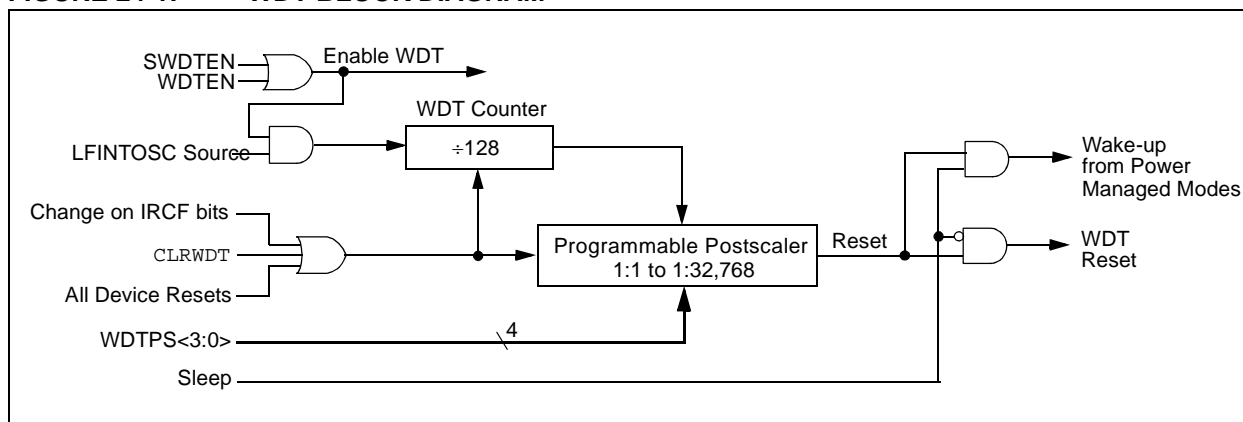 SWDTEN
WDTEN
Enable WDT
WDT Counter
LFINTOSC Source
÷128
Wake-up
from Power
Managed Modes
Change on IRCF bits
CLRWDT
All Device Resets
Programmable Postscaler
1:1 to 1:32,768
Reset
WDT
Reset
WDTPS<3:0>
4
Sleep